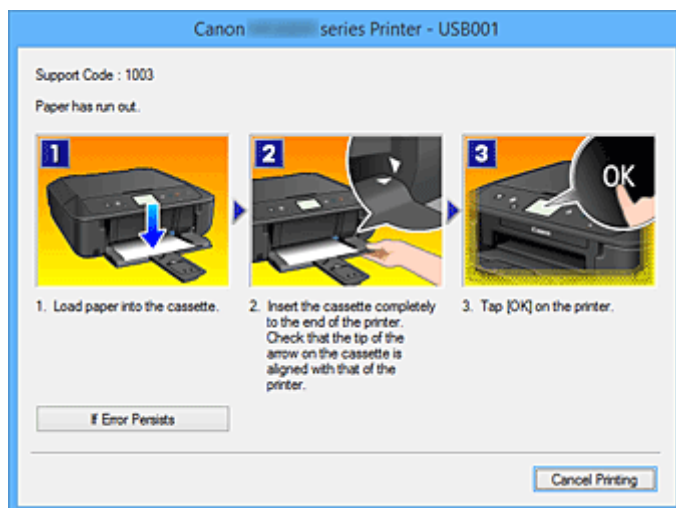 Canon series Printer - USB001
Support Code : 1003
Paper has run out.
1
2
3
OK
Canon
1. Load paper into the cassette.
2. Insert the cassette completely
to the end of the printer.
Check that the tip of the
arrow on the cassette is
aligned with that of the
printer.
3. Tap [OK] on the printer.
If Error Persists
Cancel Printing